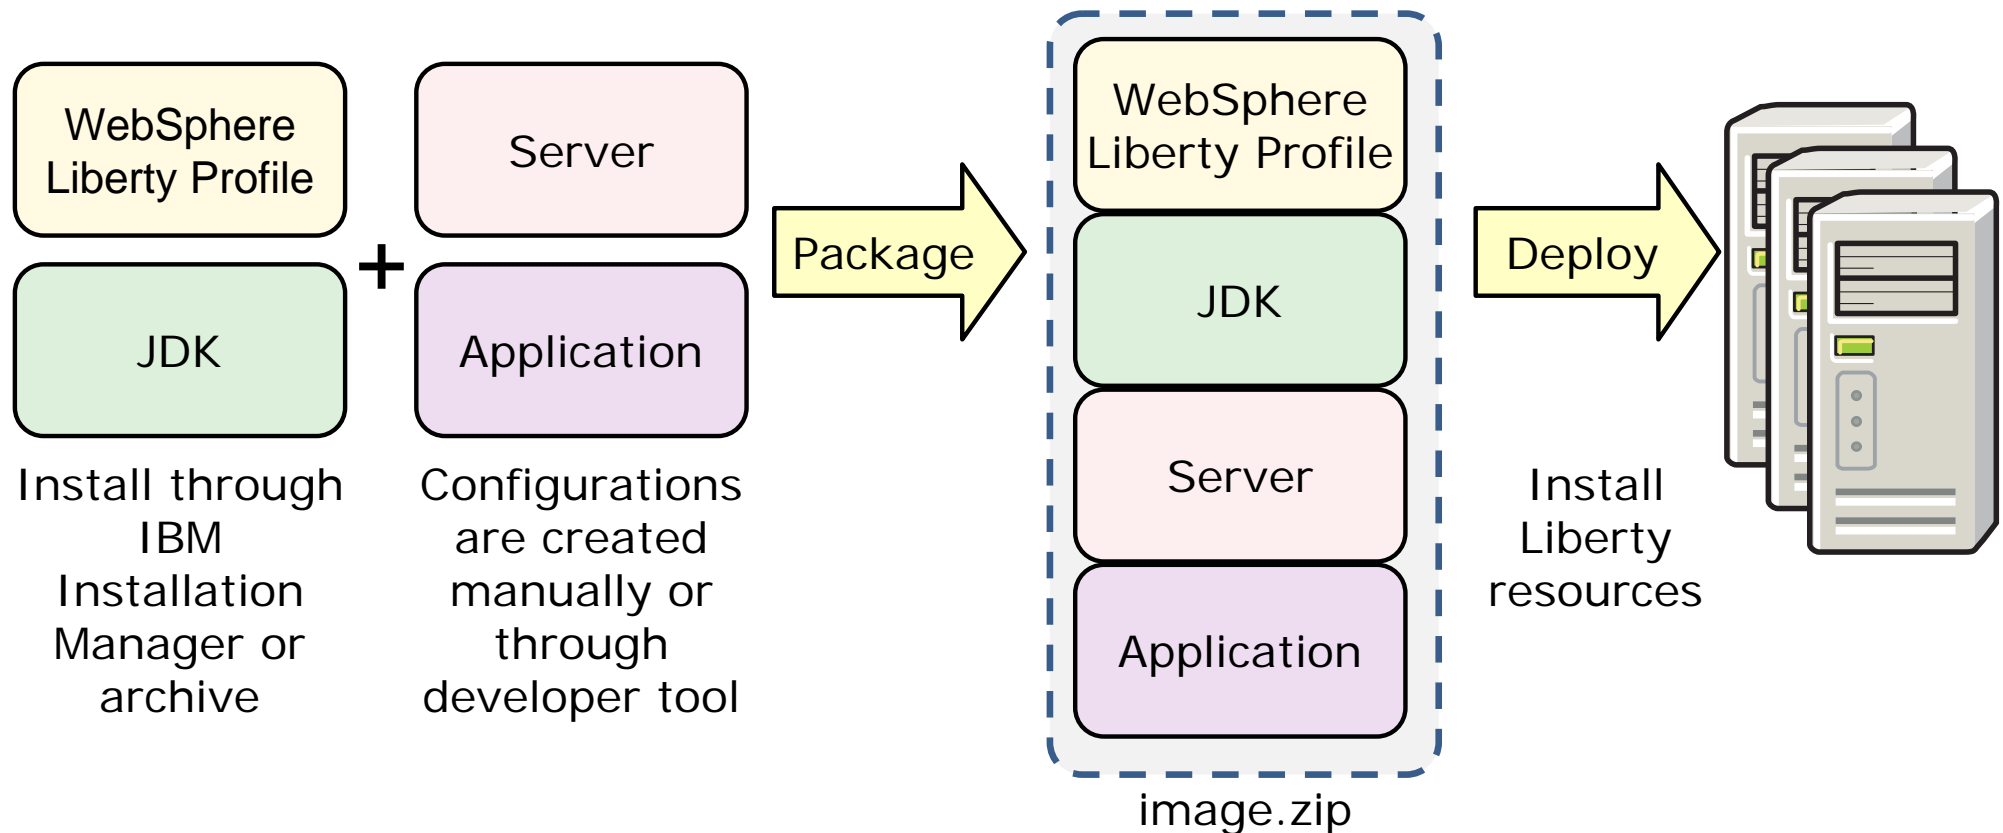 WebSphere
Liberty Profile
JDK
Install through
IBM
Installation
Manager or
archive
+
Server
Application
Configurations
are created
manually or
through
developer tool
Package
WebSphere
Liberty Profile
JDK
Server
Application
image.zip
Deploy
Install
Liberty
resources